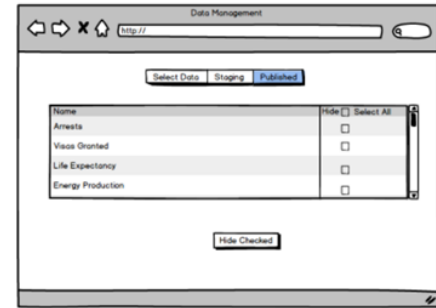 Data Management
http://
Select Data Staging Published
Name Hide Select All
Arrests
Visas Granted
Life Expectancy
Energy Production
Hide Checked